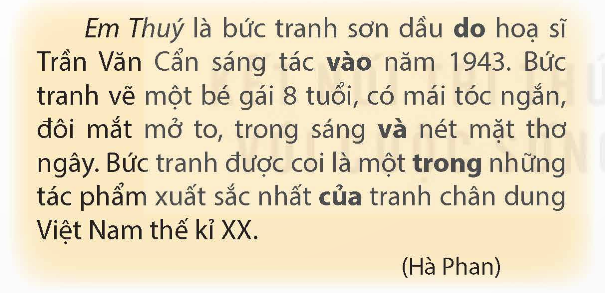 Em Thuý là bức tranh sơn dầu do hoạ sĩ
Trần Văn Cẩn sáng tác vào năm 1943. Bức
tranh vẽ một bé gái 8 tuổi, có mái tóc ngắn,
đôi mắt mở to, trong sáng và nét mặt thơ
ngây. Bức tranh được coi là một trong những
tác phẩm xuất sắc nhất của tranh chân dung
Việt Nam thế kỉ XX.
(Hà Phan)